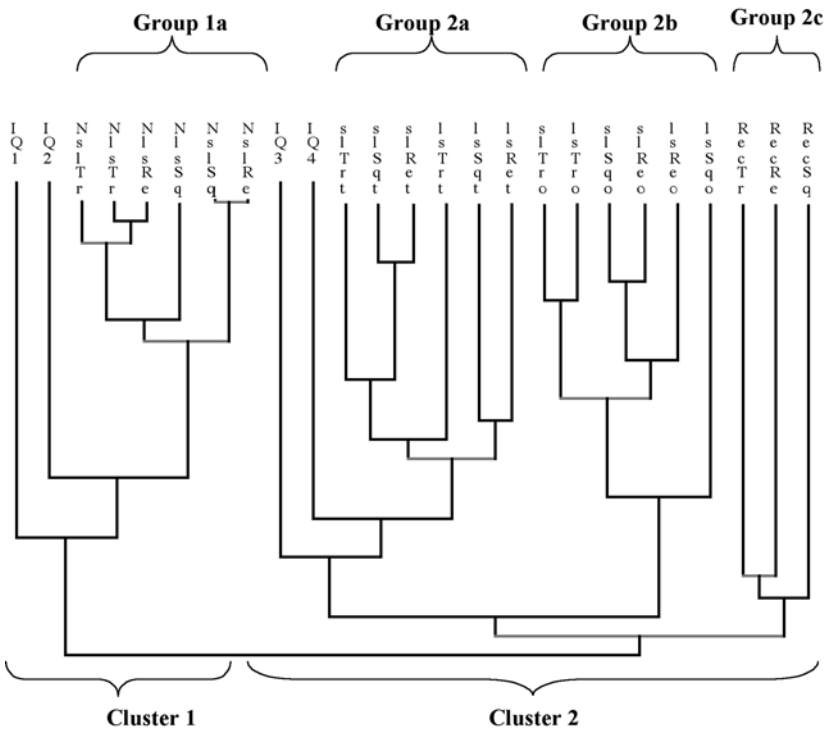 Group 1a
Group 2a
Group 2b
Group 2c
IQ1
IQ2
NslTr
NlsTr
NlsRe
NlsSq
NslSq
NslRe
IQ3
IQ4
slTrt
slSqt
slRet
lsTrt
lsSqt
lsRet
slTro
lsTro
slSqo
slReo
lsReo
lsSqo
RecTr
RecRe
RecSq
Cluster 1
Cluster 2